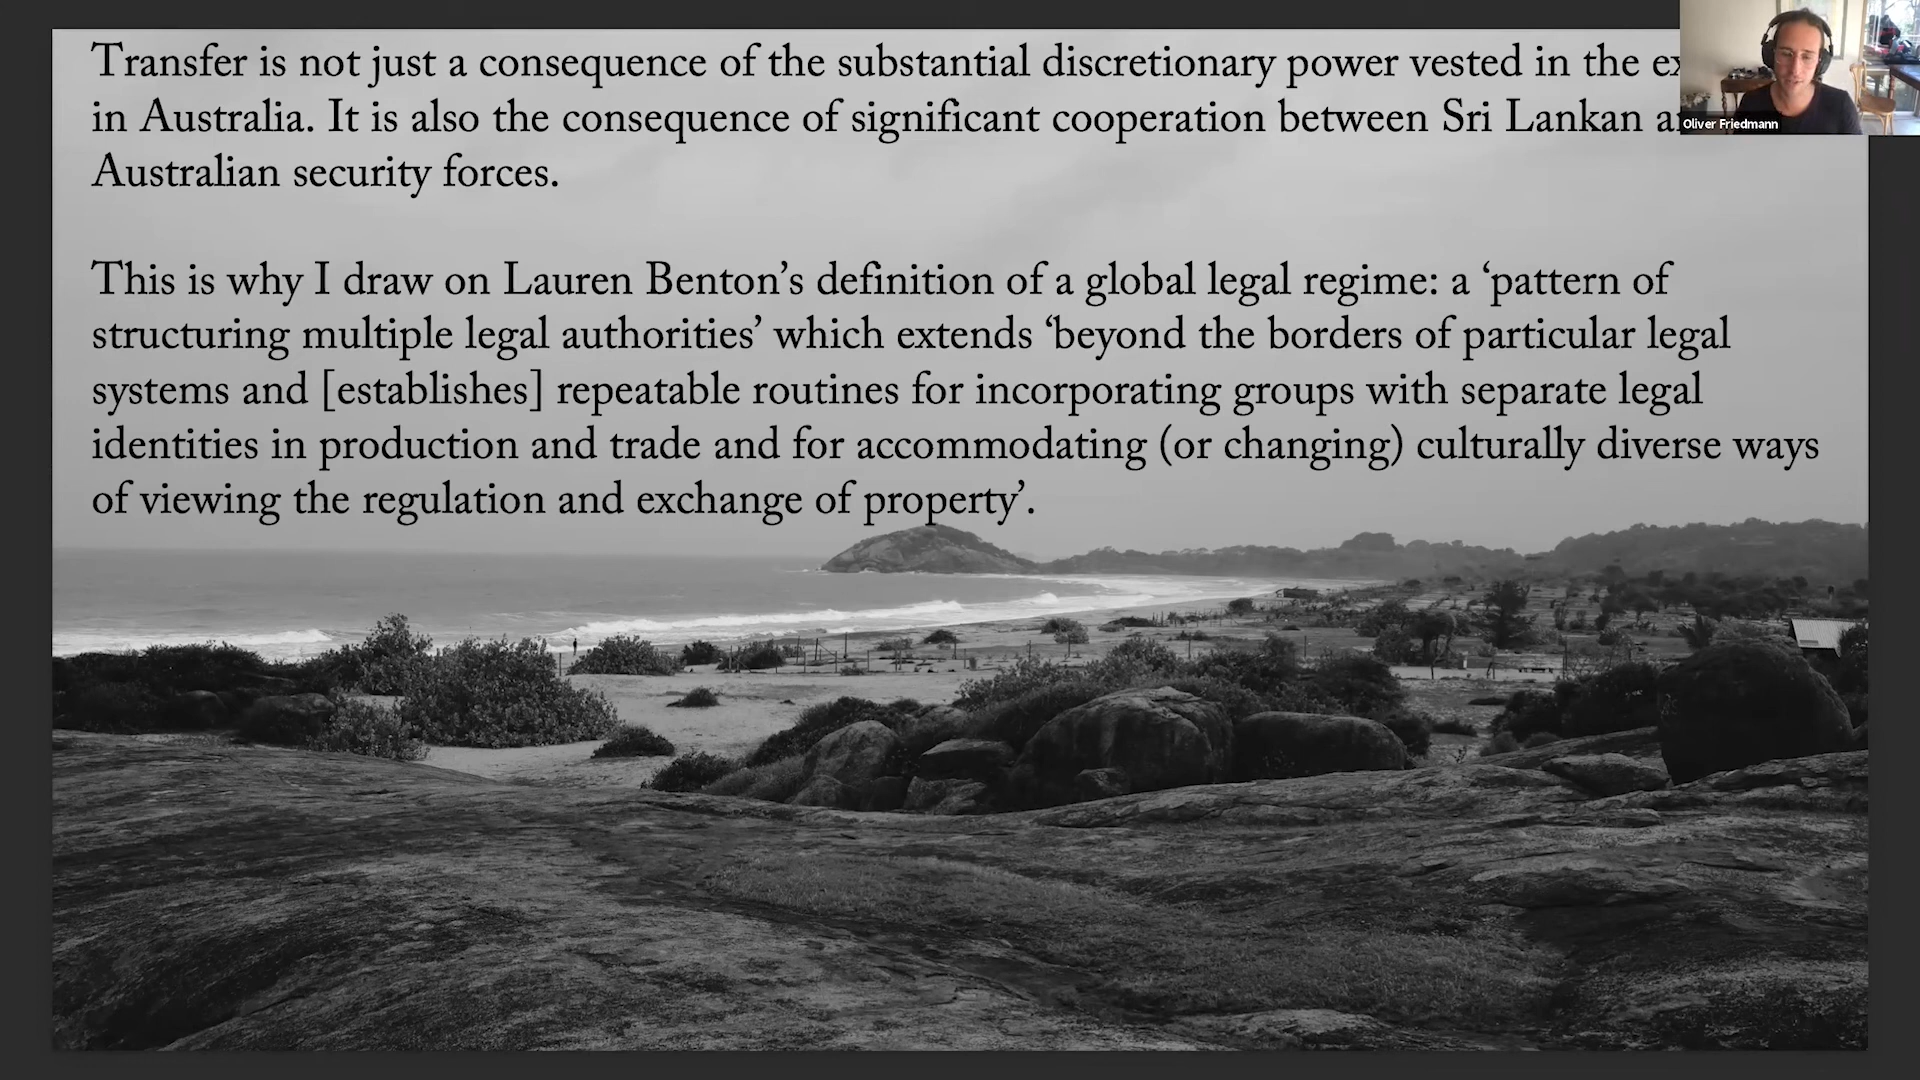 Transfer is not just a consequence of the substantial discretionary power vested in the
in Australia. It is also the consequence of significant cooperation between Sri Lankan
Australian security forces.
This is why I draw on Lauren Benton’s definition of a global legal regime: a ‘pattern of
structuring multiple legal authorities’ which extends ‘beyond the borders of particular legal
systems and [establishes] repeatable routines for incorporating groups with separate legal
identities in production and trade and for accommodating (or changing) culturally diverse ways
of viewing the regulation and exchange of property’.
Oliver Friedmann